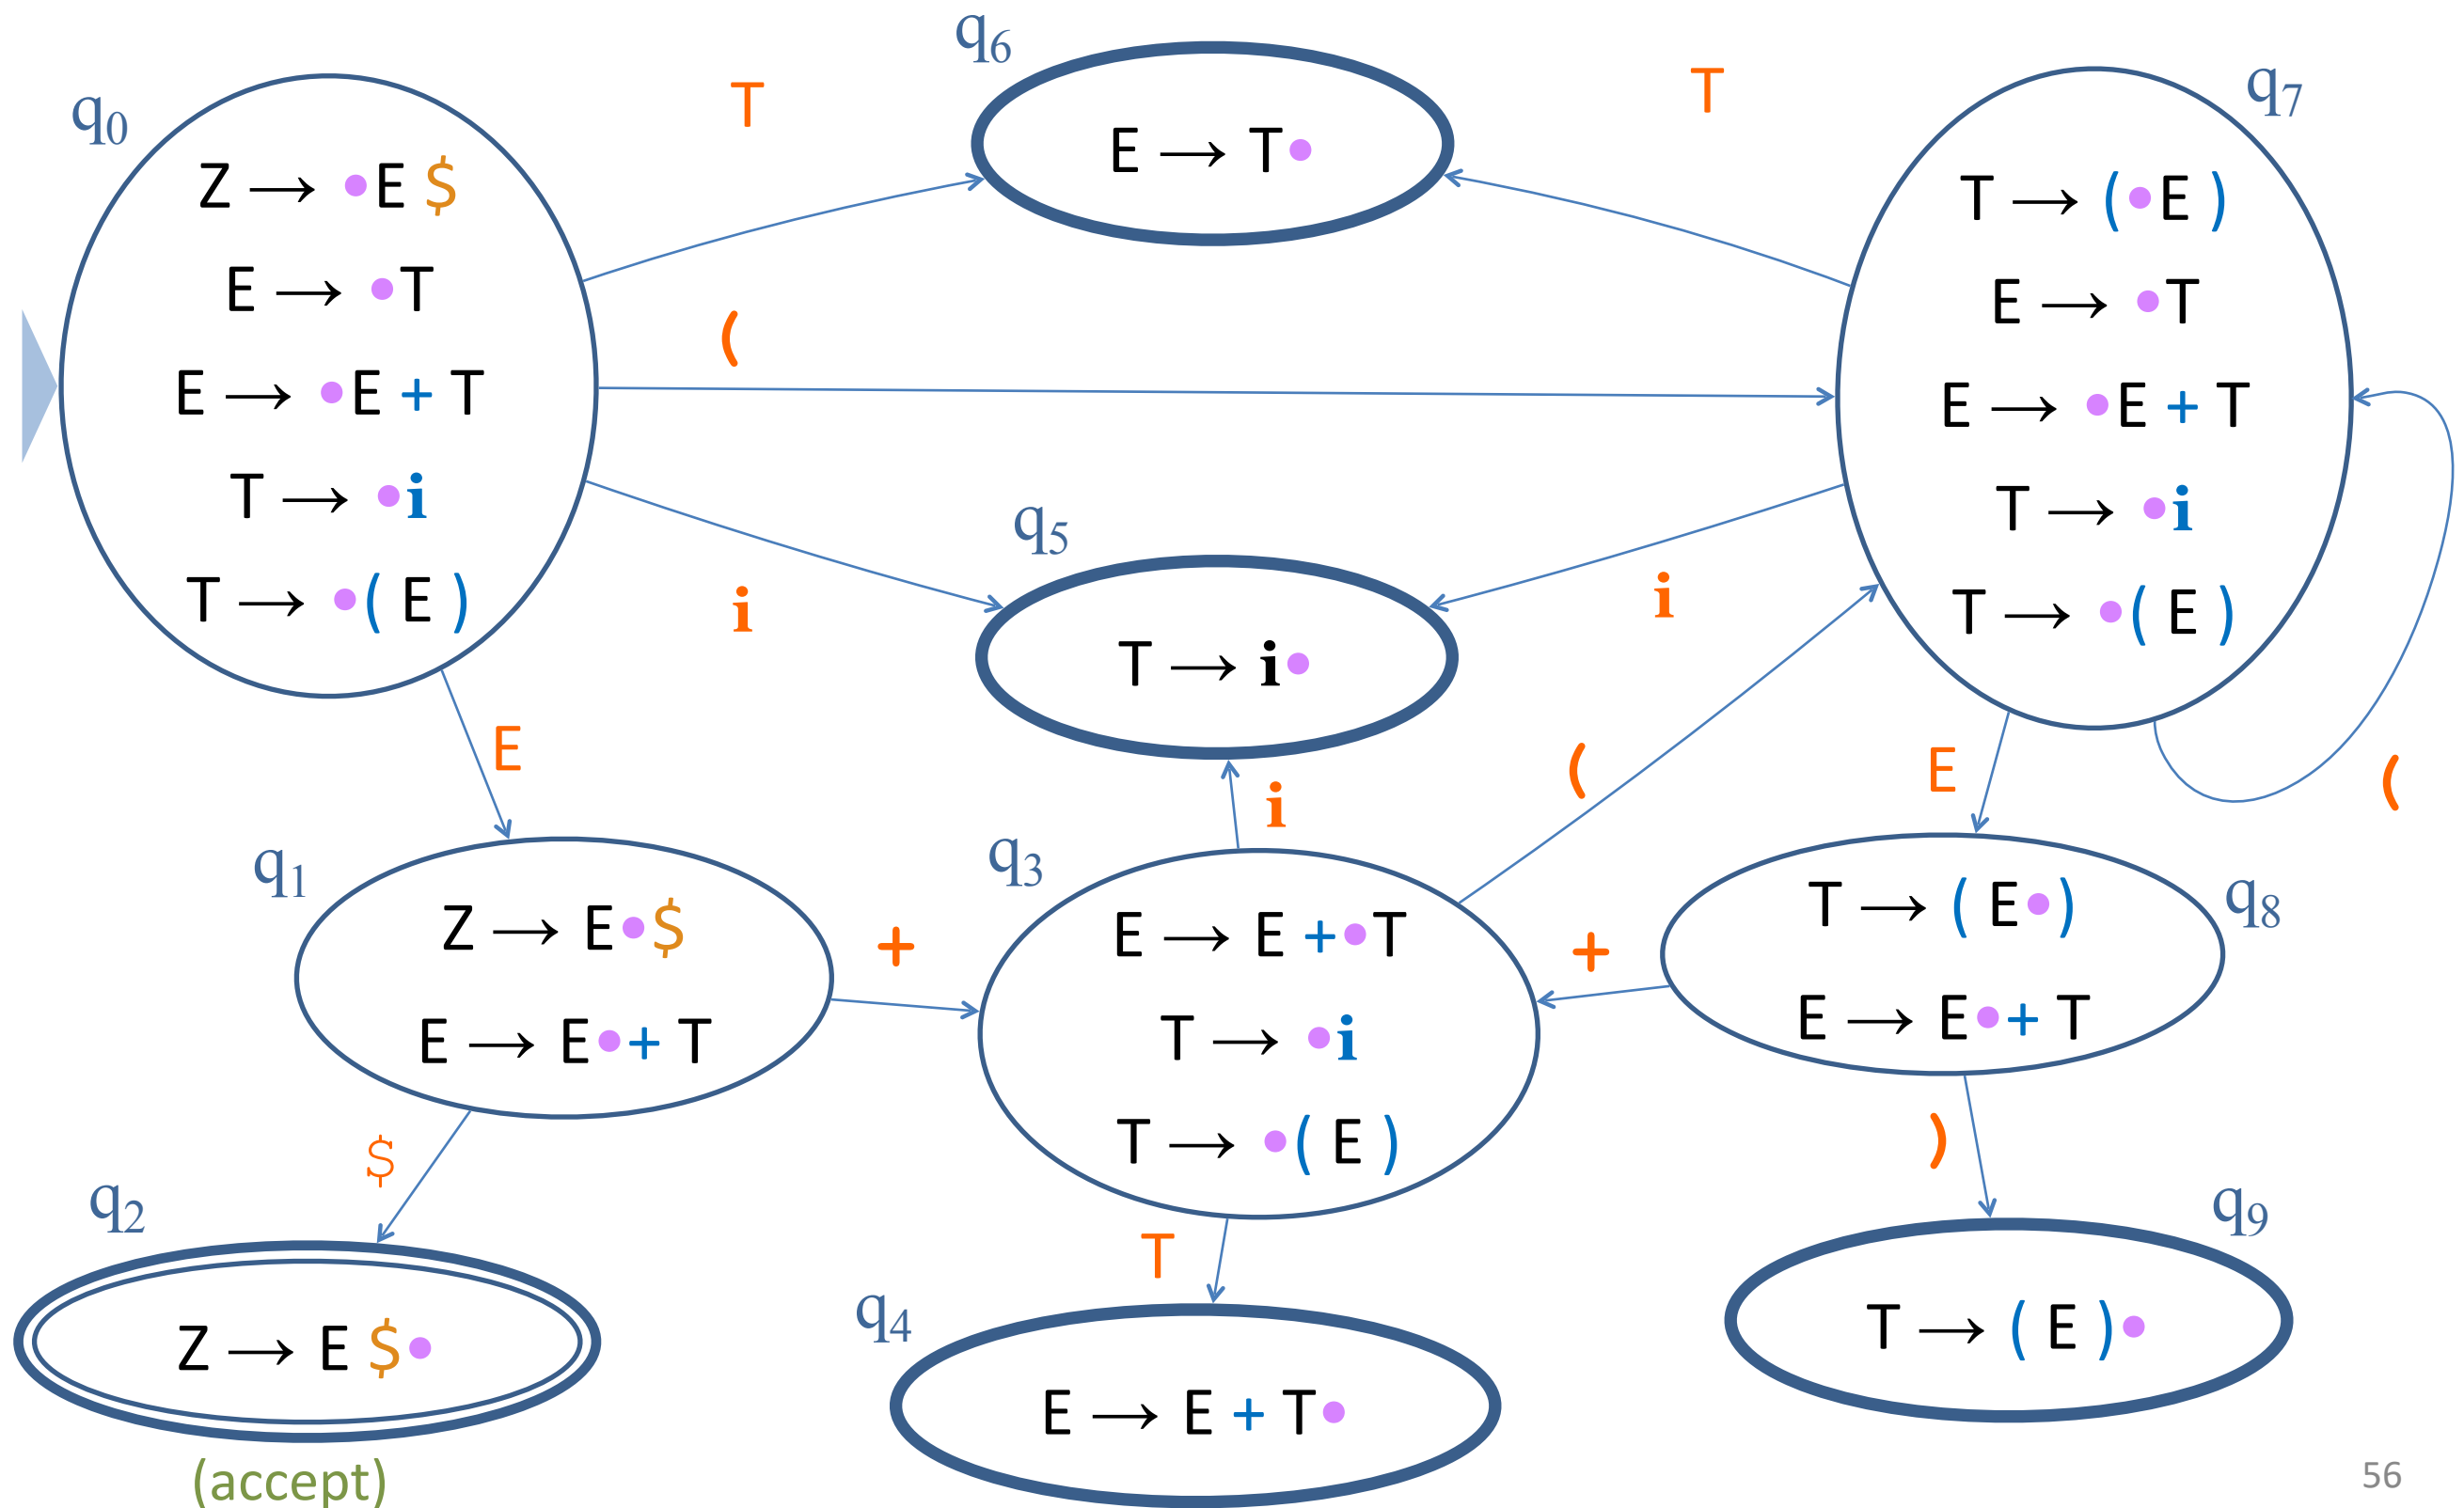 q6
T
T
q0
q7
E → T•
Z → •E $
E → •T
E → •E + T
T → •i
T → •( E )
T → (•E )
E → •T
E → •E + T
T → •i
T → •( E )
(
q5
i
i
T → i•
E
(
E
(
i
q1
q3
q8
Z → E•$
E → E•+ T
+
E → E +•T
T → •i
T → •( E )
+
T → ( E•)
E → E•+ T
$
)
q2
T
q9
Z → E $•
q4
E → E + T•
T → ( E )•
(accept)
56